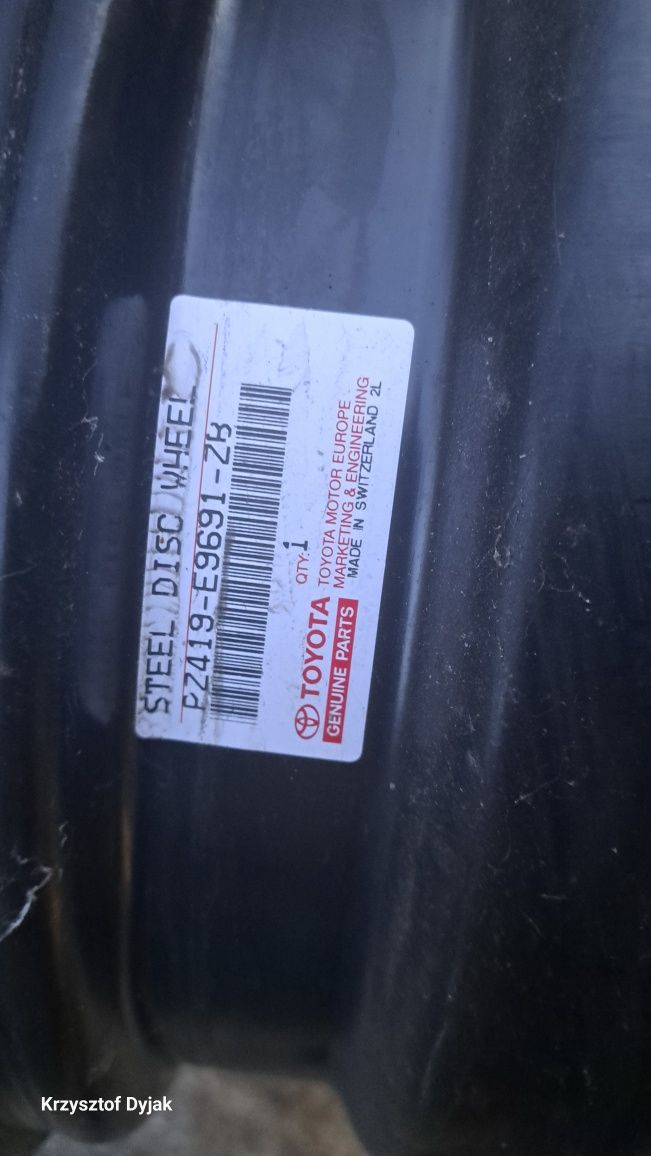 STEEL DISC WHEEL
PZ419-E9691-ZB
QTY: 1
TOYOTA
GENUINE PARTS
TOYOTA MOTOR EUROPE
MARKETING & ENGINEERING
MADE IN SWITZERLAND 2L
Krzysztof Dyjak